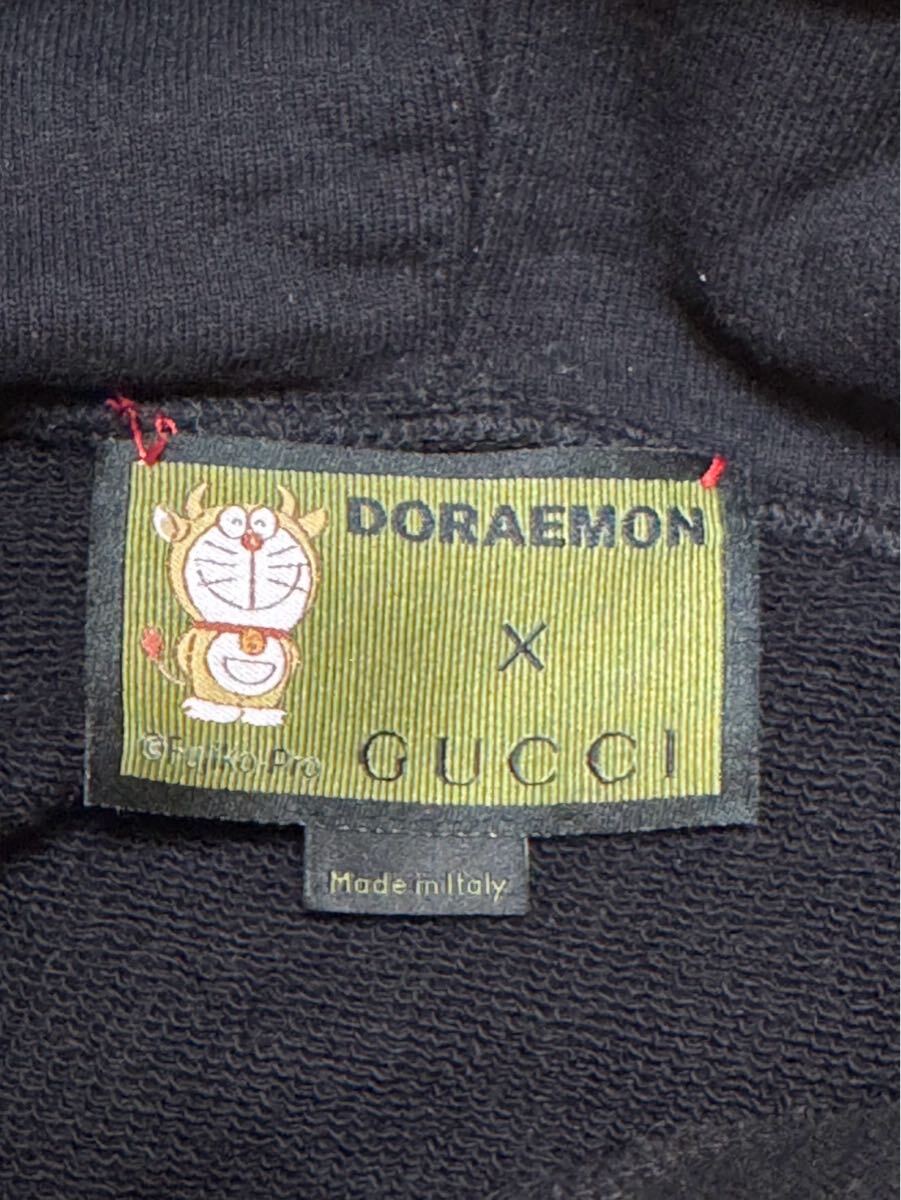 DORAEMON
X
GUCCI
©Fujiko-Pro
Made in Italy